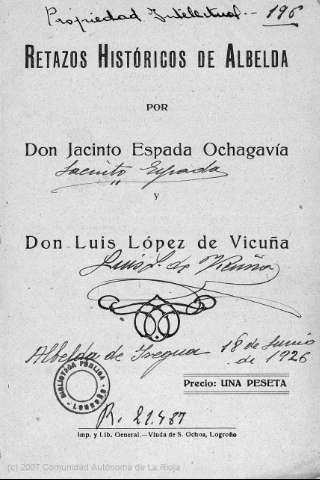 Propiedad Intelectual.- 196
RETAZOS HISTÓRICOS DE ALBELDA
POR
Don Jacinto Espada Ochagavía
Jacinto Espada
Y
Don Luis López de Vicuña
Luis L. de Vicuña
Albelda de Iregua 18 de Junio
de 1926
BIBLIOTECA PÚBLICA
LOGROÑO
Precio: UNA PESETA
R. 21.487
Imp. y Lib. General.—Viuda de S. Ochoa, Logroño
(c) 2007 Comunidad Autónoma de La Rioja